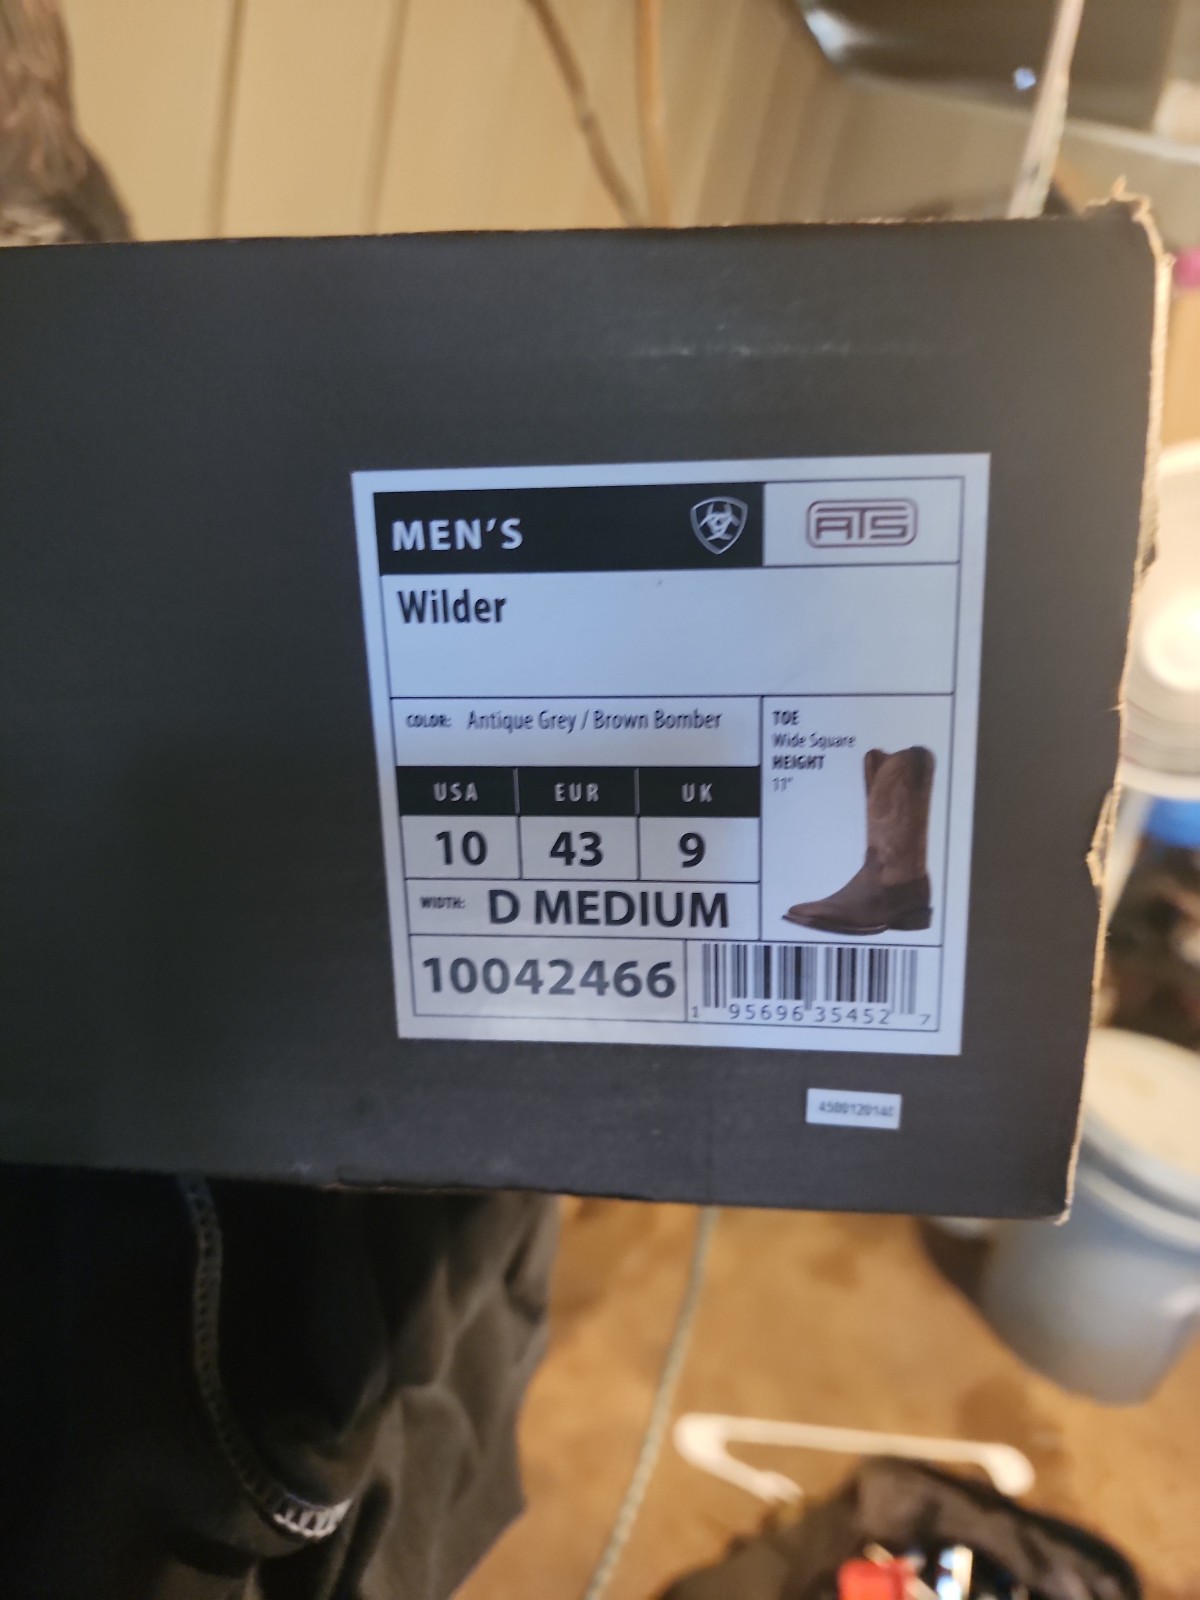 MEN'S
ATS
Wilder
COLOR: Antique Grey / Brown Bomber
TOE
Wide Square
HEIGHT
11"
USA EUR UK
10 43 9
WIDTH: D MEDIUM
10042466
1 95696 35452 7